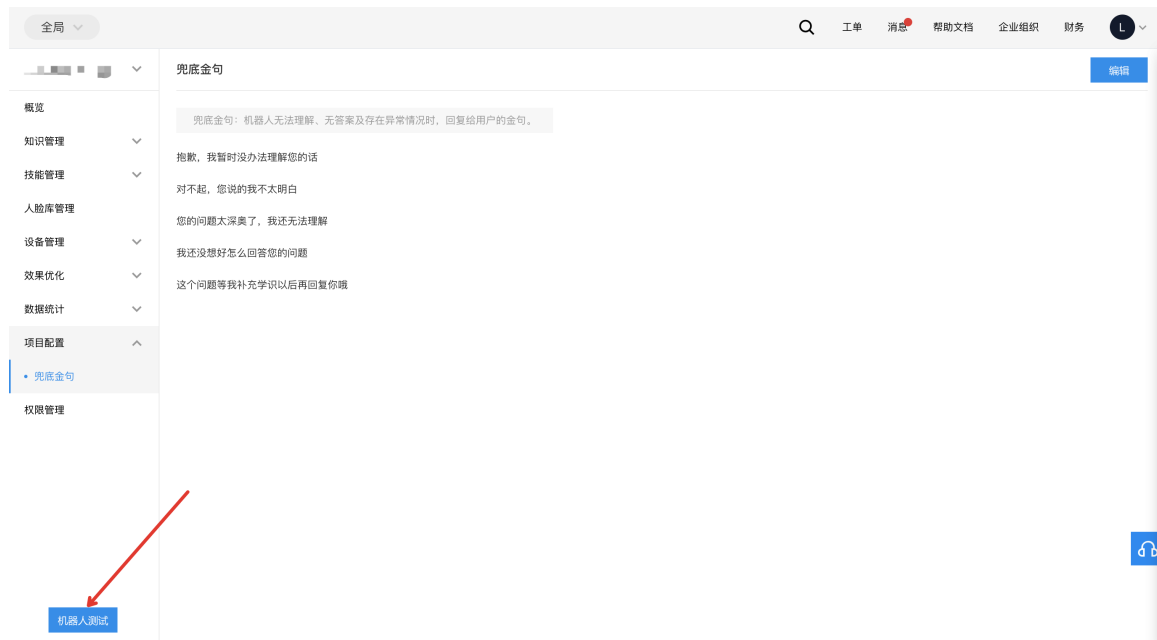 全局
工单 消息 帮助文档 企业组织 财务 L
兜底金句
编辑
概览
知识管理
技能管理
人脸库管理
设备管理
效果优化
数据统计
项目配置
兜底金句
权限管理
机器人测试
兜底金句：机器人无法理解、无答案及存在异常情况时，回复给用户的金句。
抱歉，我暂时没办法理解您的话
对不起，您说的我不太明白
您的问题太深奥了，我还无法理解
我还没想好怎么回答您的问题
这个问题等我补充学识以后再回复你哦